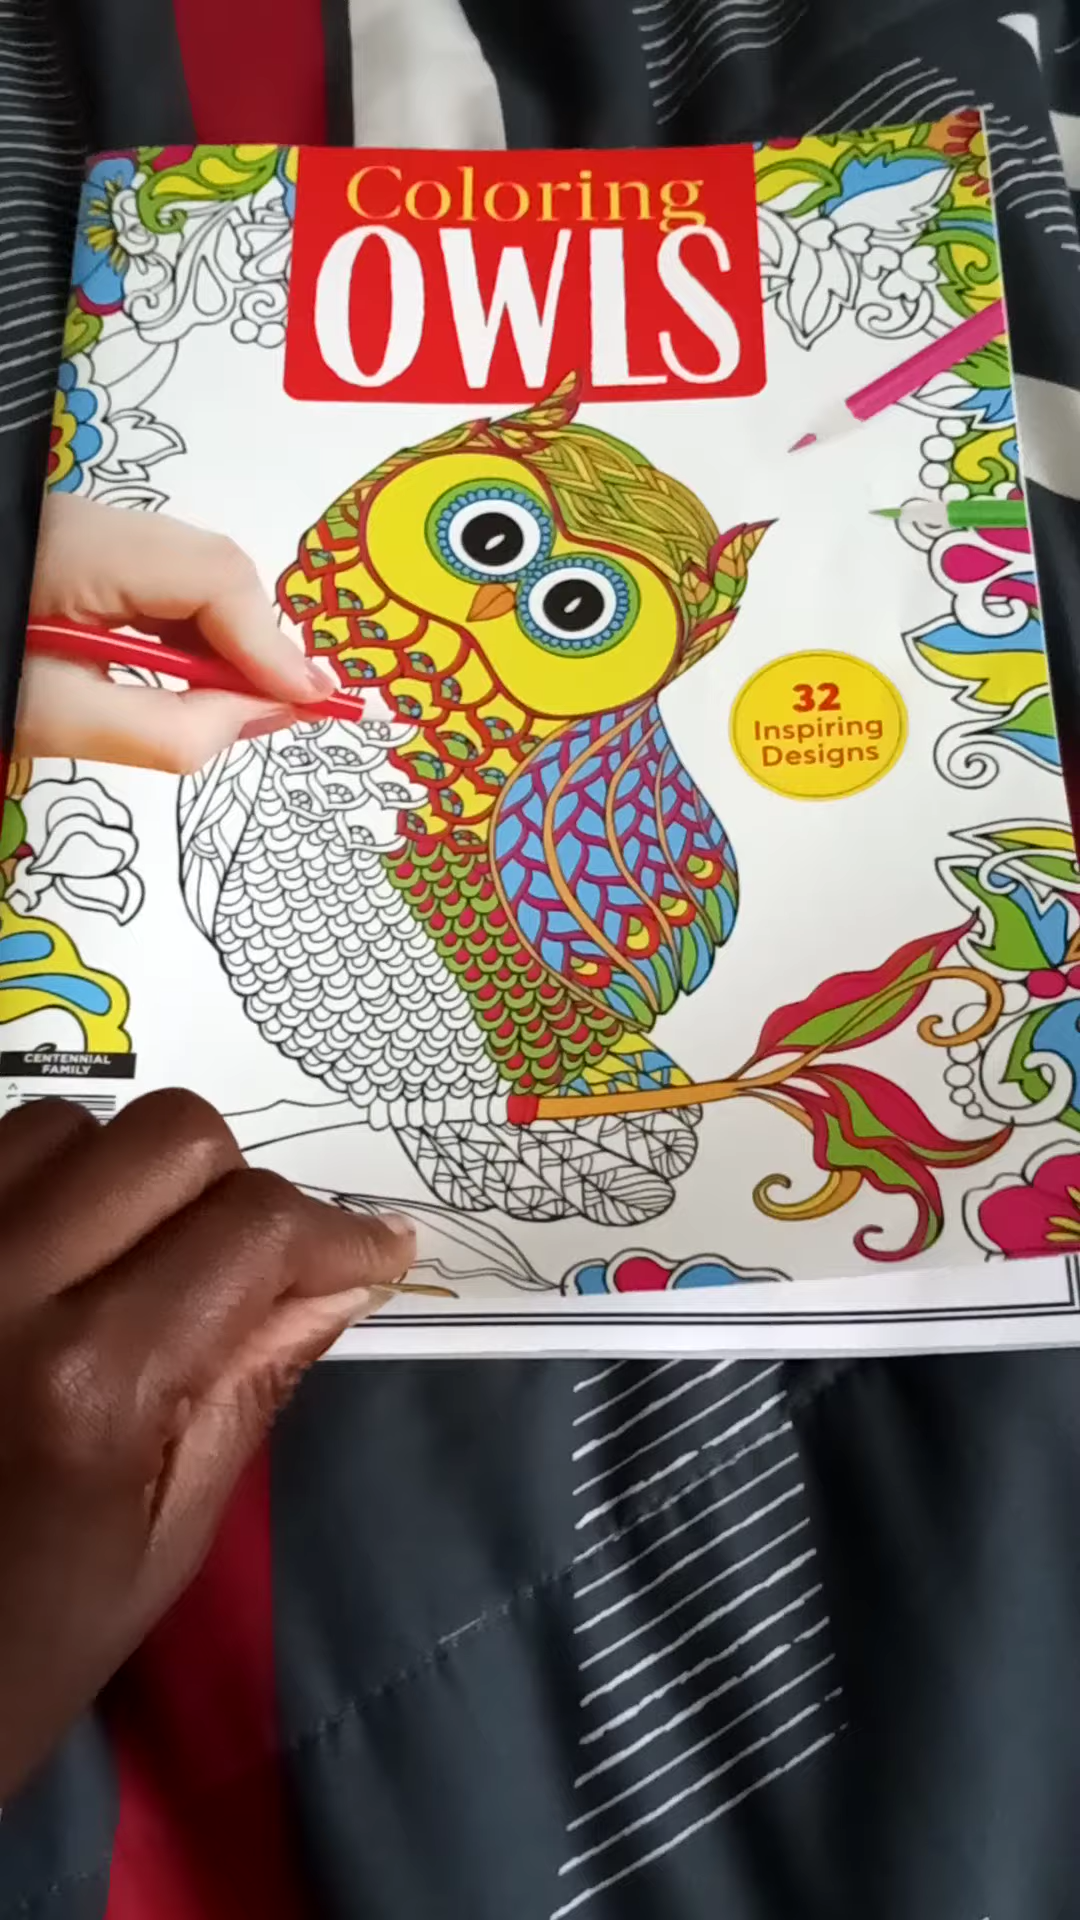 Coloring
OWLS
32
Inspiring
Designs
CENTENNIAL
FAMILY